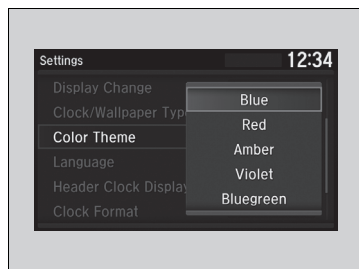 Settings 12:34
Display Change
Clock/Wallpaper Typ
Color Theme
Language
Header Clock Display
Clock Format
Blue
Red
Amber
Violet
Bluegreen